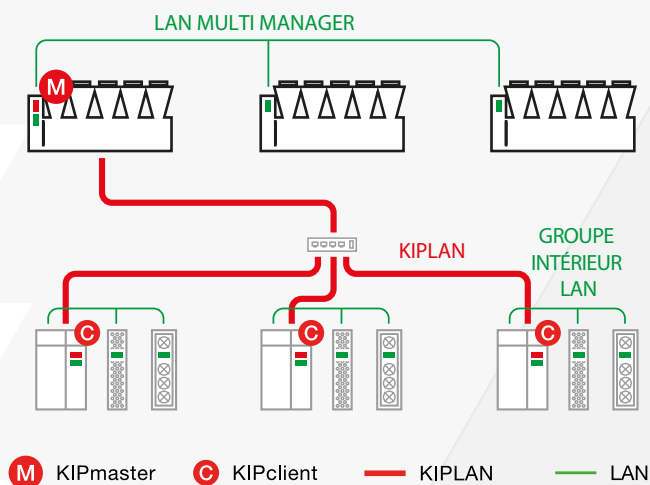 LAN MULTI MANAGER
M
KIPLAN
GROUPE
INTÉRIEUR
LAN
C
C
C
M KIPmaster
C KIPclient
KIPLAN
LAN